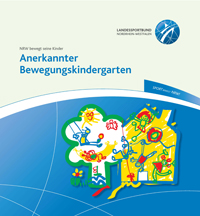 LANDESSPORTBUND
NORDRHEIN-WESTFALEN
NRW bewegt seine Kinder
Anerkannter
Bewegungskindergarten